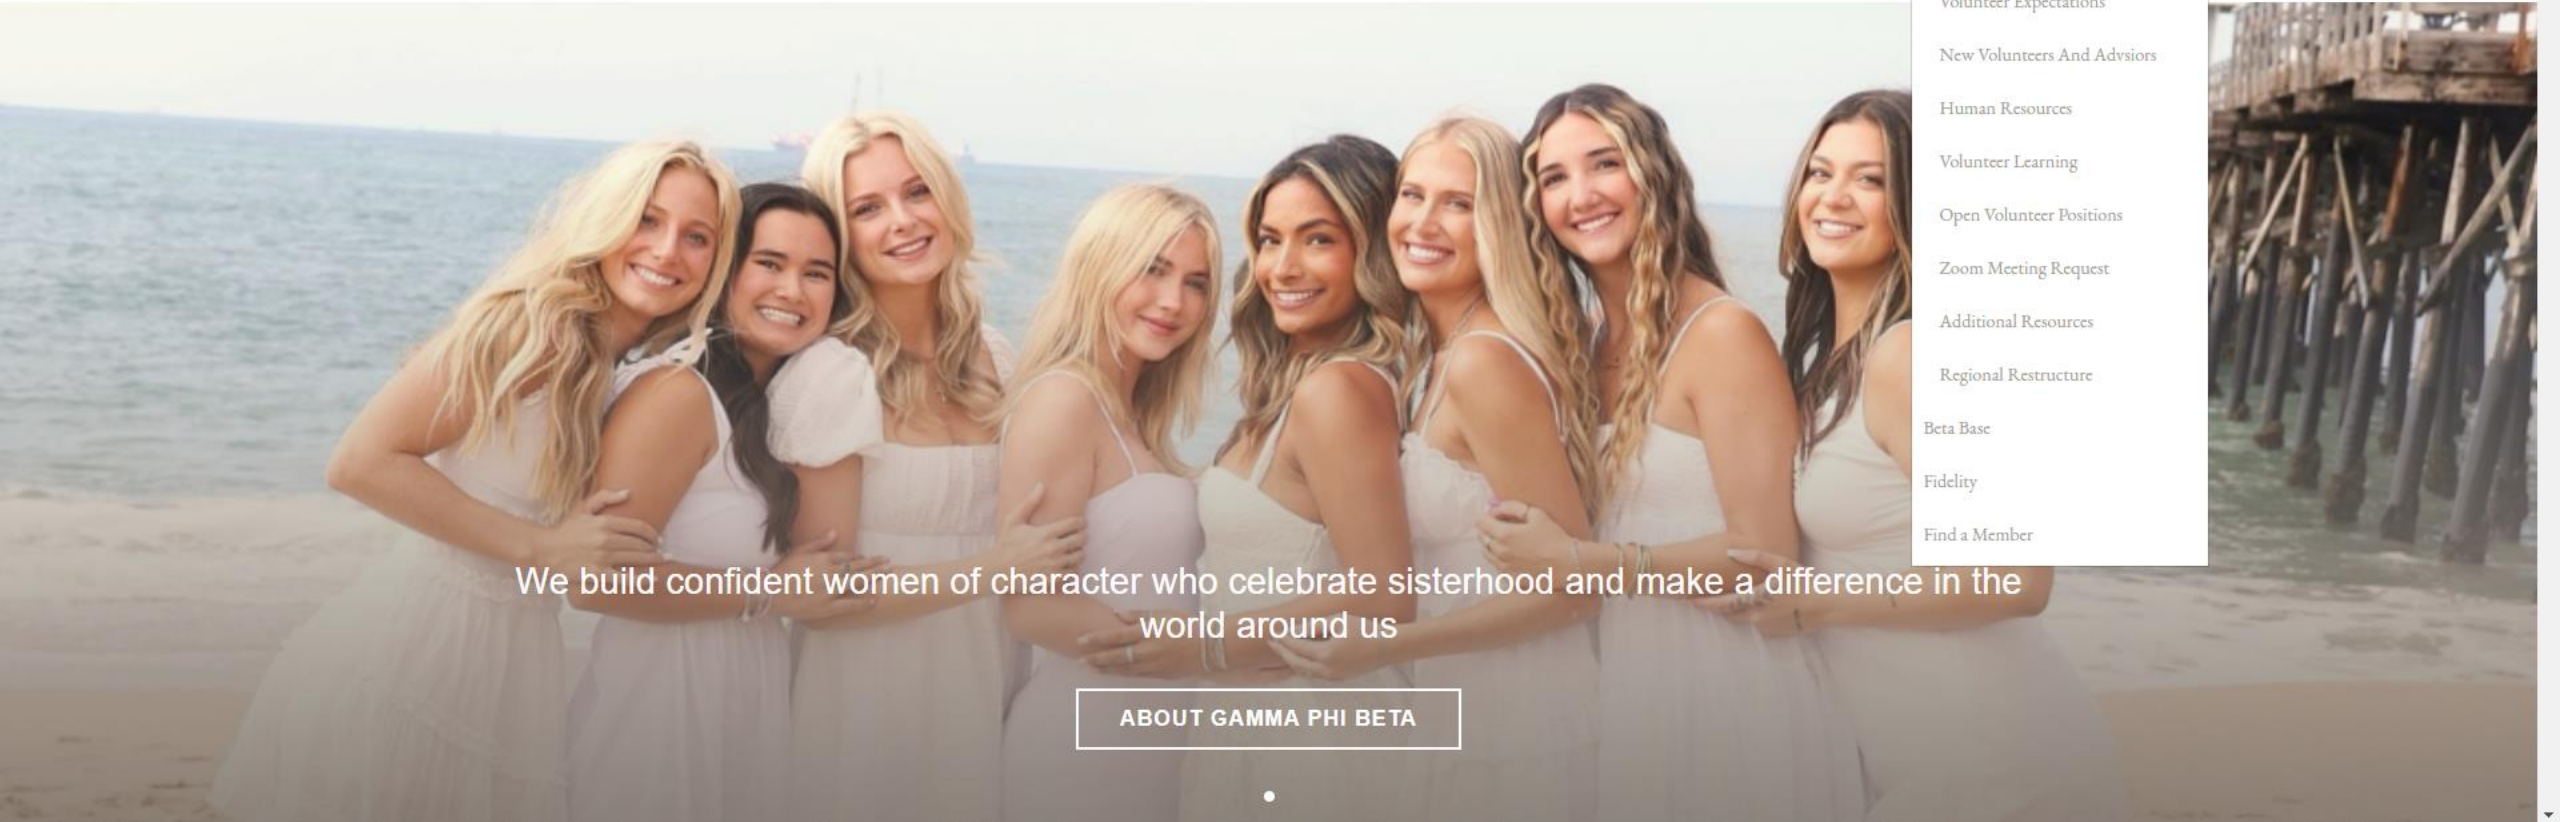 Volunteer Expectations
New Volunteers And Advsiors
Human Resources
Volunteer Learning
Open Volunteer Positions
Zoom Meeting Request
Additional Resources
Regional Restructure
Beta Base
Fidelity
Find a Member
We build confident women of character who celebrate sisterhood and make a difference in the
world around us
ABOUT GAMMA PHI BETA